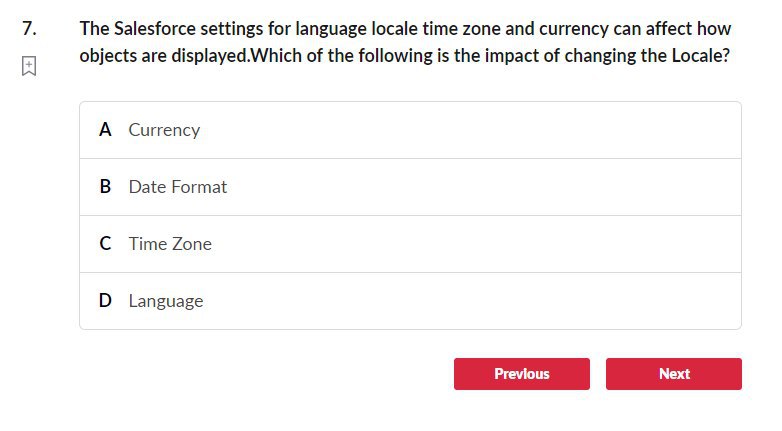 7. The Salesforce settings for language locale time zone and currency can affect how
objects are displayed.Which of the following is the impact of changing the Locale?
A Currency
B Date Format
C Time Zone
D Language
Previous Next